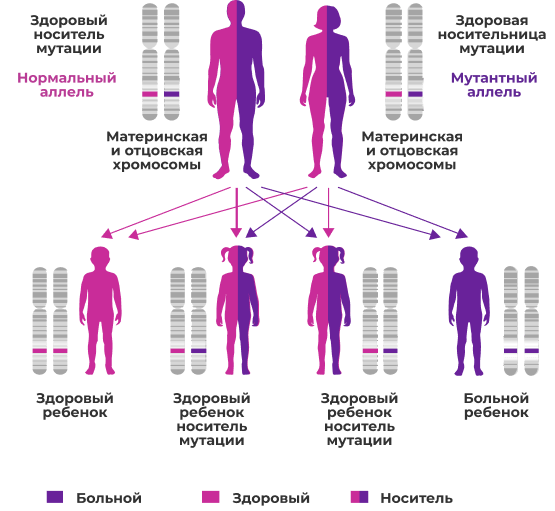 Здоровый
носитель
мутации
Нормальный
аллель
Здоровая
носительница
мутации
Мутантный
аллель
Материнская
и отцовская
хромосомы
Материнская
и отцовская
хромосомы
Здоровый
ребенок
Здоровый
ребенок
носитель
мутации
Здоровый
ребенок
носитель
мутации
Больной
ребенок
Больной
Здоровый
Носитель